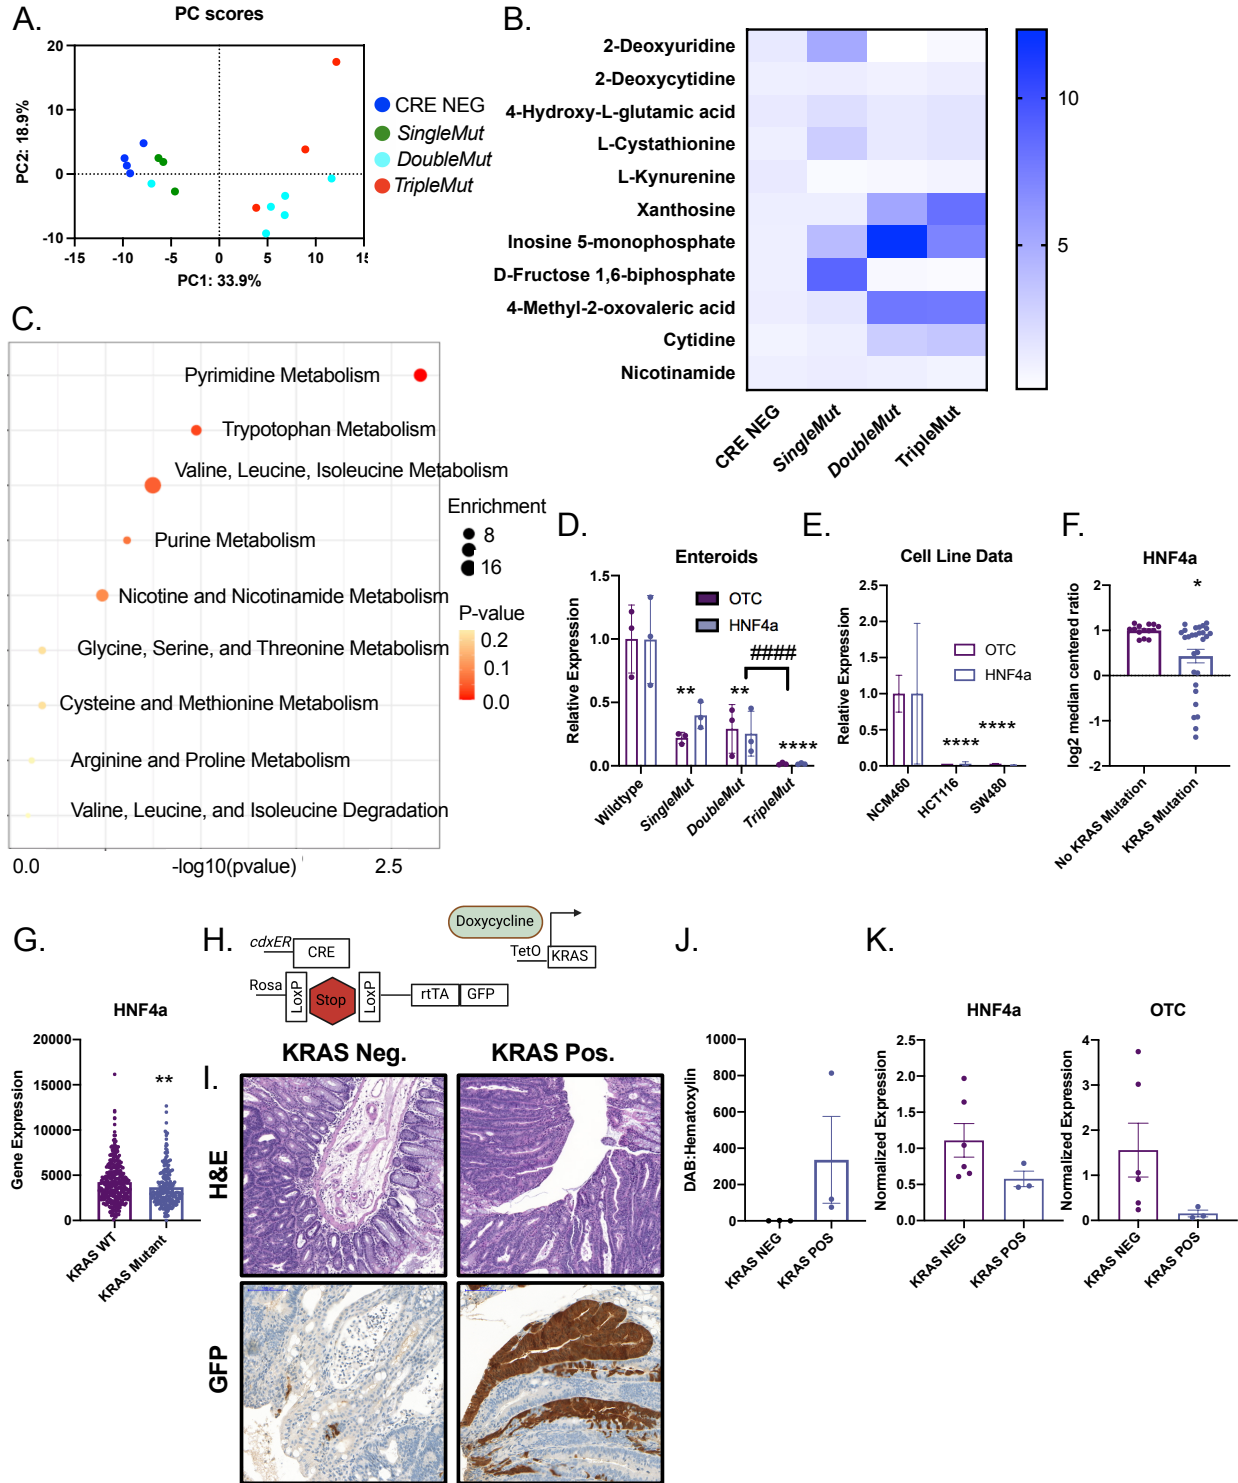 A.
PC scores
20
10
0
-10
-15
-10
-5
0
5
10
15
PC2: 18.9%
PC1: 33.9%
CRE NEG
SingleMut
DoubleMut
TripleMut
B.
2-Deoxyuridine
2-Deoxycytidine
4-Hydroxy-L-glutamic acid
L-Cystathionine
L-Kynurenine
Xanthosine
Inosine 5-monophosphate
D-Fructose 1,6-biphosphate
4-Methyl-2-oxovaleric acid
Cytidine
Nicotinamide
CRE NEG
SingleMut
DoubleMut
TripleMut
10
5
C.
Pyrimidine Metabolism
Trypotophan Metabolism
Valine, Leucine, Isoleucine Metabolism
Purine Metabolism
Nicotine and Nicotinamide Metabolism
Glycine, Serine, and Threonine Metabolism
Cysteine and Methionine Metabolism
Arginine and Proline Metabolism
Valine, Leucine, and Isoleucine Degradation
0.0
-log10(pvalue)
2.5
Enrichment
8
16
P-value
0.2
0.1
0.0
D.
Enteroids
Relative Expression
1.5
1.0
0.5
0.0
OTC
HNF4a
**
**
####
****
Wildtype
SingleMut
DoubleMut
TripleMut
E.
Cell Line Data
Relative Expression
2.5
2.0
1.5
1.0
0.5
0.0
OTC
HNF4a
****
****
NCM460
HCT116
SW480
F.
HNF4a
log2 median centered ratio
2
1
0
-1
-2
*
No KRAS Mutation
KRAS Mutation
G.
HNF4a
Gene Expression
20000
15000
10000
5000
0
**
KRAS WT
KRAS Mutant
H.
cdxER
CRE
Doxycycline
TetO
KRAS
Rosa
LoxP
Stop
LoxP
rtTA
GFP
I.
KRAS Neg.
KRAS Pos.
H&E
GFP
J.
DAB:Hematoxylin
1000
800
600
400
200
0
KRAS NEG
KRAS POS
K.
HNF4a
Normalized Expression
2.5
2.0
1.5
1.0
0.5
0.0
KRAS NEG
KRAS POS
OTC
Normalized Expression
4
3
2
1
0
KRAS NEG
KRAS POS